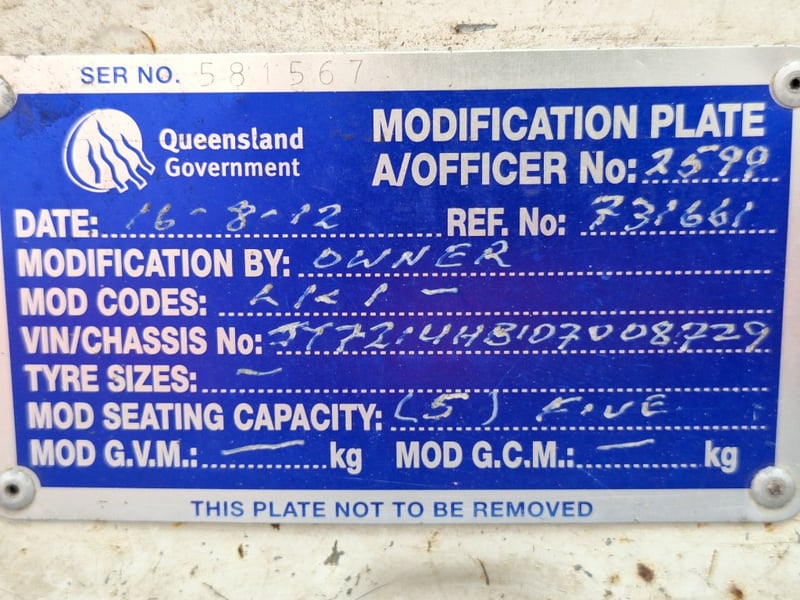 SER NO. 581567
Queensland Government
MODIFICATION PLATE
A/OFFICER No: 2599
DATE: 16-8-12 REF. No: 731661
MODIFICATION BY: OWNER
MOD CODES: LK1 -
VIN/CHASSIS No:
TYRE SIZES: -
MOD SEATING CAPACITY: (5) FIVE
MOD G.V.M.: — kg MOD G.C.M.: — kg
THIS PLATE NOT TO BE REMOVED